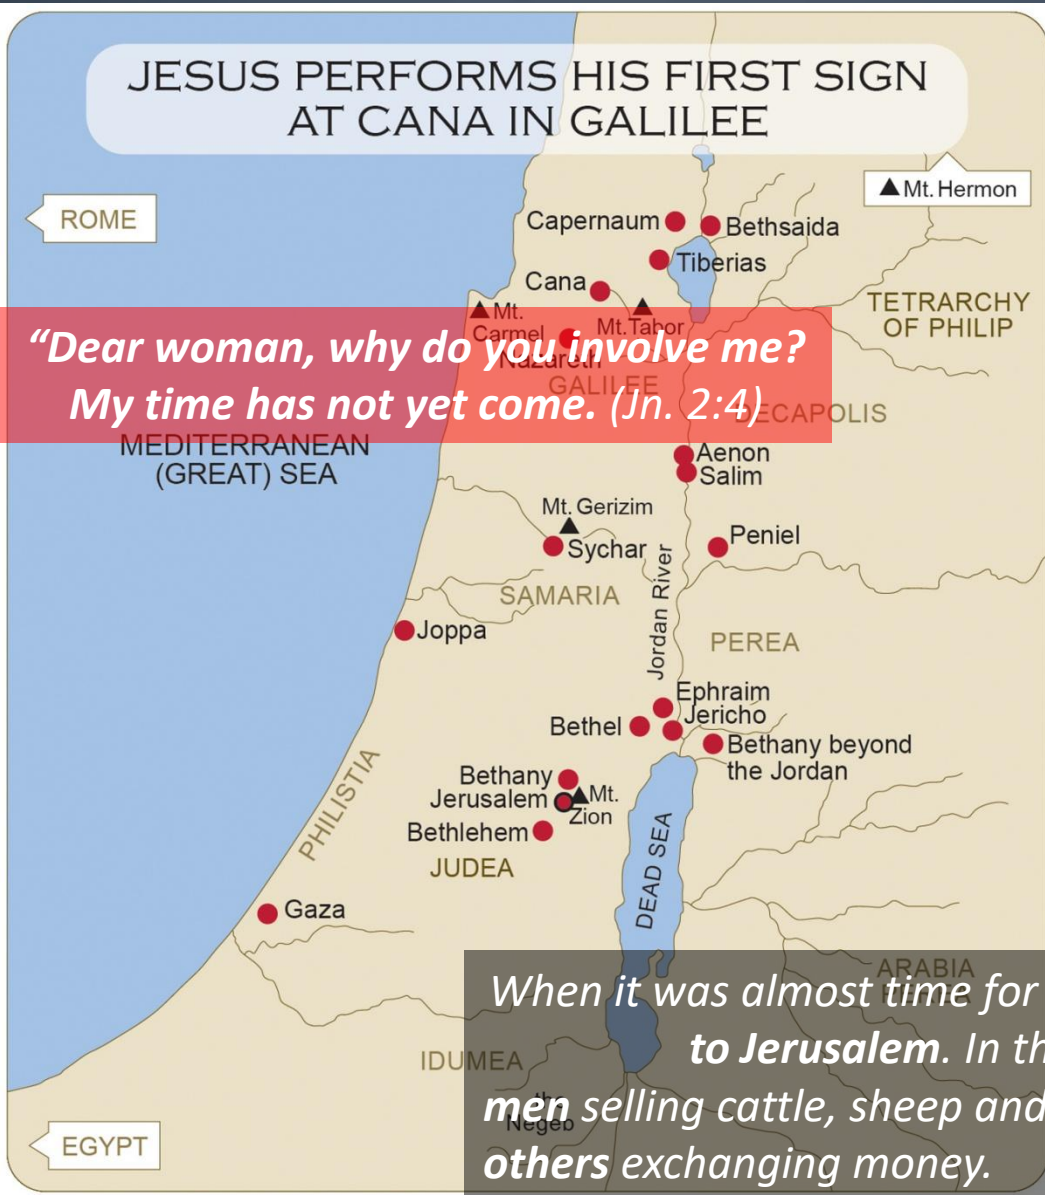 JESUS PERFORMS HIS FIRST SIGN
AT CANA IN GALILEE
Mt. Hermon
ROME
Capernaum
Bethsaida
Tiberias
Cana
TETRARCHY
OF PHILIP
Mt.
Carmel
Mt. Tabor
Nazareth
“Dear woman, why do you involve me?
My time has not yet come. (Jn. 2:4)
GALILEE
DECAPOLIS
MEDITERRANEAN
(GREAT) SEA
Aenon
Salim
Mt. Gerizim
Sychar
Peniel
SAMARIA
Jordan River
Joppa
PEREA
Ephraim
Jericho
Bethel
Bethany beyond
the Jordan
PHILISTIA
Bethany
Jerusalem
Mt.
Zion
Bethlehem
JUDEA
DEAD SEA
Gaza
ARABIA
When it was almost time for
to Jerusalem. In th
men selling cattle, sheep and
others exchanging money.
IDUMEA
the
Negeb
EGYPT